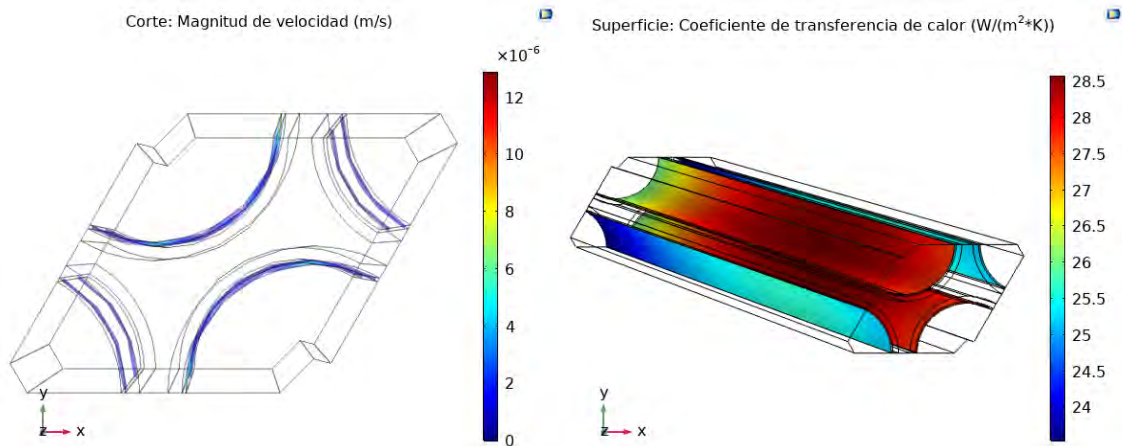 Corte: Magnitud de velocidad (m/s)
×10⁻⁶
12
10
8
6
4
2
0
y
z
x
Superficie: Coeficiente de transferencia de calor (W/(m²*K))
28.5
28
27.5
27
26.5
26
25.5
25
24.5
24
y
z
x